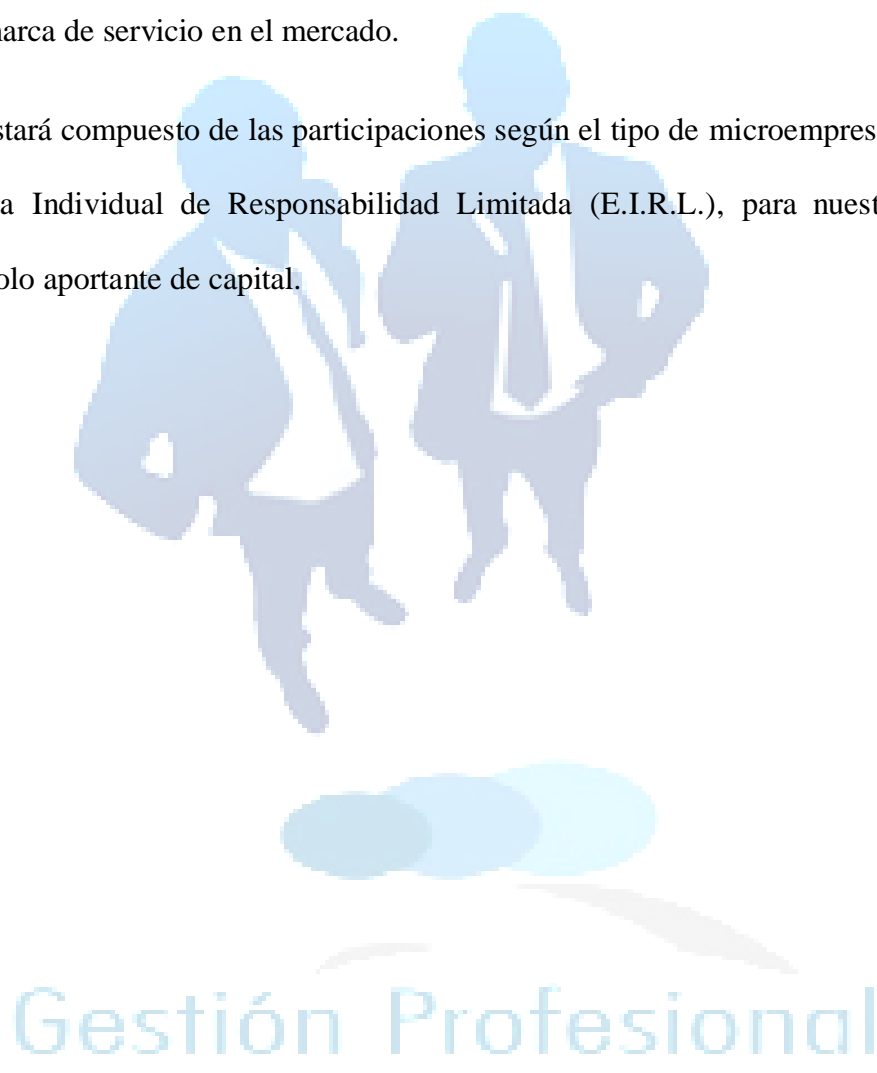 arca de servicio en el mercado.
stará compuesto de las participaciones según el tipo de microempres
a Individual de Responsabilidad Limitada (E.I.R.L.), para nuest
olo aportante de capital.
Gestión Profesional